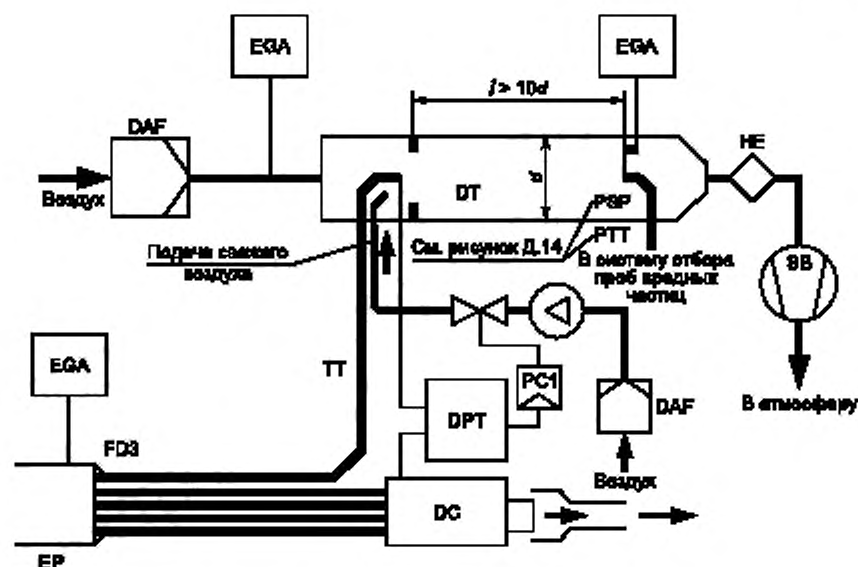 EGA
EGA
l > 10d
DAF
HE
Воздух
d
DT
PSP
Подача свежего
воздуха
См. рисунок Д.14
PTT
В систему отбора
проб вредных
частиц
SB
EGA
TT
PC1
DAF
В атмосферу
DPT
FD3
Воздух
DC
EP